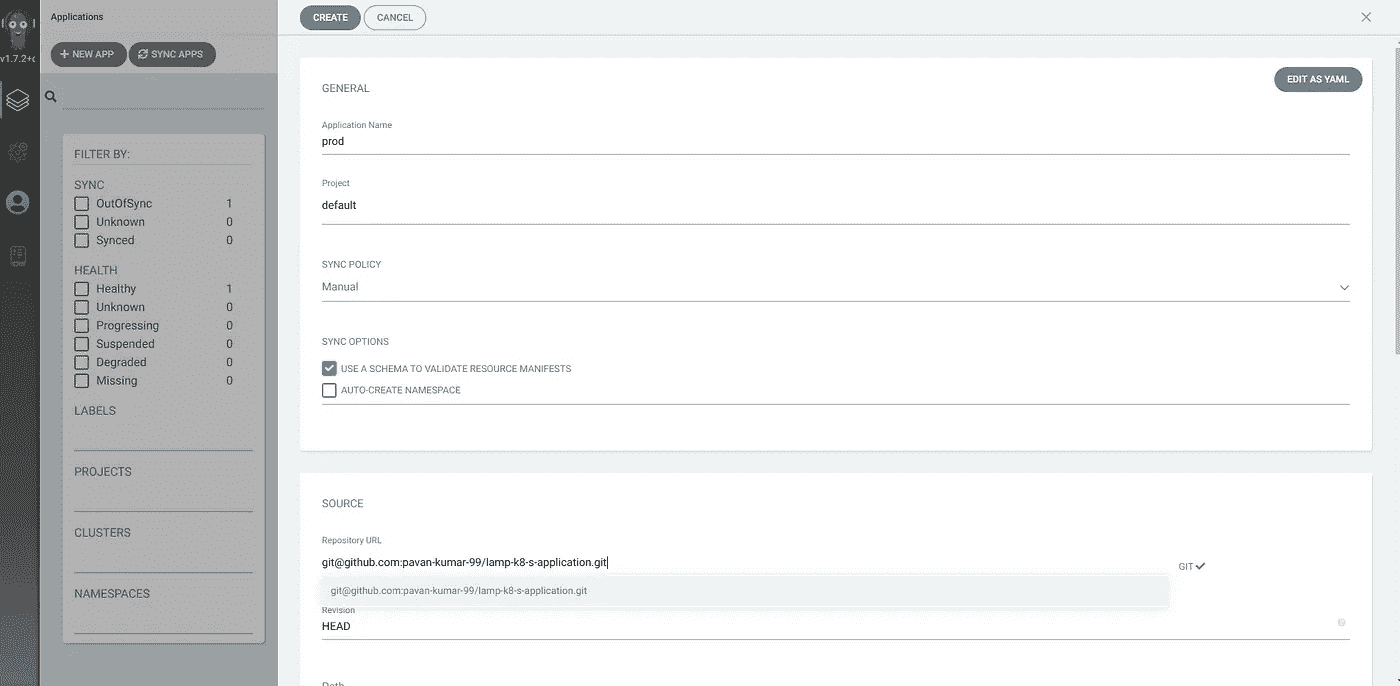 Applications
v1.7.2+
NEW APP
SYNC APPS
FILTER BY:
SYNC
OutOfSync 1
Unknown 0
Synced 0
HEALTH
Healthy 1
Unknown 0
Progressing 0
Suspended 0
Degraded 0
Missing 0
LABELS
PROJECTS
CLUSTERS
NAMESPACES
CREATE
CANCEL
EDIT AS YAML
GENERAL
Application Name
prod
Project
default
SYNC POLICY
Manual
SYNC OPTIONS
USE A SCHEMA TO VALIDATE RESOURCE MANIFESTS
AUTO-CREATE NAMESPACE
SOURCE
Repository URL
git@github.com:pavan-kumar-99/lamp-k8-s-application.git
GIT
git@github.com:pavan-kumar-99/lamp-k8-s-application.git
Revision
HEAD